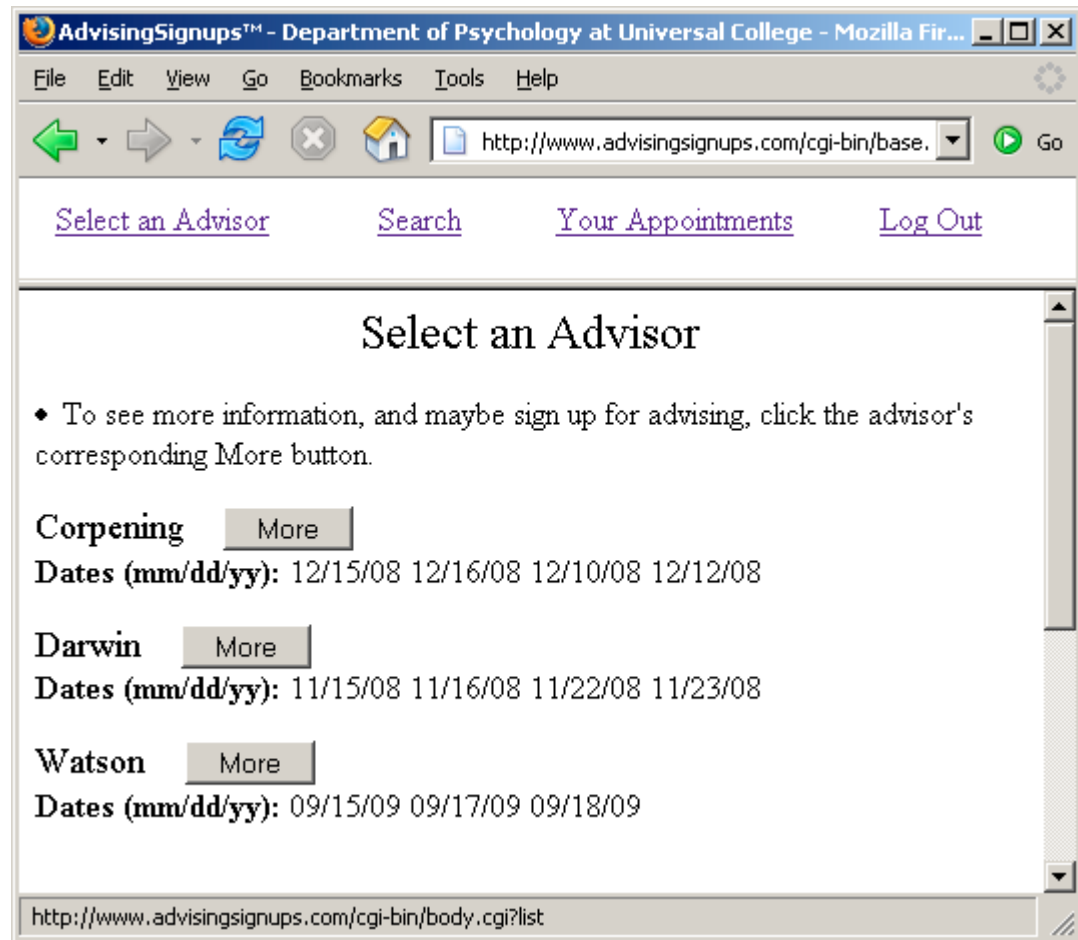 AdvisingSignups™ - Department of Psychology at Universal College - Mozilla Fir...
File Edit View Go Bookmarks Tools Help
http://www.advisingsignups.com/cgi-bin/base. Go
Select an Advisor Search Your Appointments Log Out
Select an Advisor
• To see more information, and maybe sign up for advising, click the advisor's
corresponding More button.
Corpening More
Dates (mm/dd/yy): 12/15/08 12/16/08 12/10/08 12/12/08
Darwin More
Dates (mm/dd/yy): 11/15/08 11/16/08 11/22/08 11/23/08
Watson More
Dates (mm/dd/yy): 09/15/09 09/17/09 09/18/09
http://www.advisingsignups.com/cgi-bin/body.cgi?list